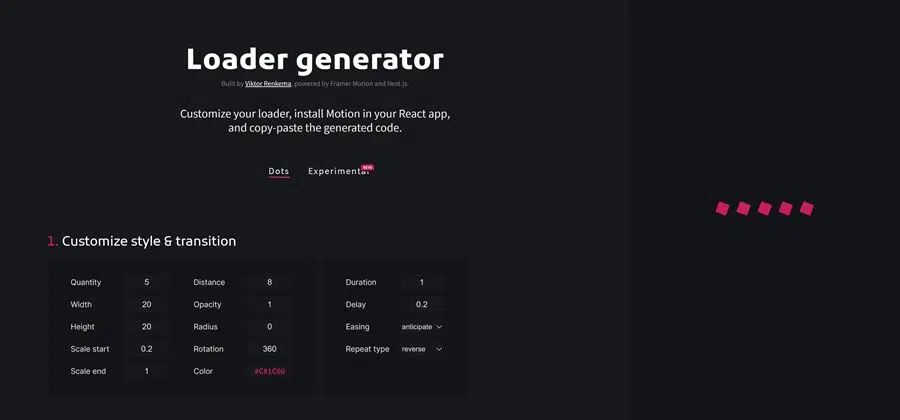 Loader generator
Built by Viktor Renkema, powered by Framer Motion and Next.js.
Customize your loader, install Motion in your React app,
and copy-paste the generated code.
Dots Experimental BETA
1. Customize style & transition
Quantity 5 Distance 8 Duration 1
Width 20 Opacity 1 Delay 0.2
Height 20 Radius 0 Easing anticipate
Scale start 0.2 Rotation 360 Repeat type reverse
Scale end 1 Color